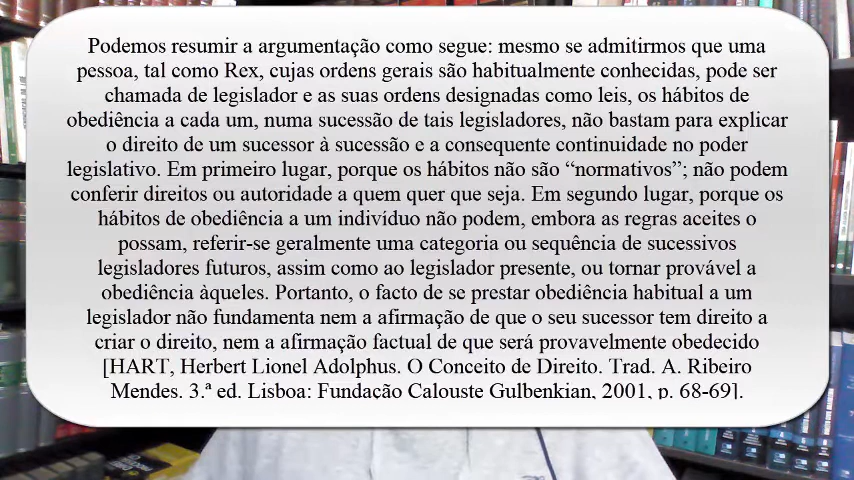 Podemos resumir a argumentação como segue: mesmo se admitirmos que uma
pessoa, tal como Rex, cujas ordens gerais são habitualmente conhecidas, pode ser
chamada de legislador e as suas ordens designadas como leis, os hábitos de
obediência a cada um, numa sucessão de tais legisladores, não bastam para explicar
o direito de um sucessor à sucessão e a consequente continuidade no poder
legislativo. Em primeiro lugar, porque os hábitos não são “normativos”; não podem
conferir direitos ou autoridade a quem quer que seja. Em segundo lugar, porque os
hábitos de obediência a um indivíduo não podem, embora as regras aceites o
possam, referir-se geralmente uma categoria ou sequência de sucessivos
legisladores futuros, assim como ao legislador presente, ou tornar provável a
obediência àqueles. Portanto, o facto de se prestar obediência habitual a um
legislador não fundamenta nem a afirmação de que o seu sucessor tem direito a
criar o direito, nem a afirmação factual de que será provavelmente obedecido
[HART, Herbert Lionel Adolphus. O Conceito de Direito. Trad. A. Ribeiro
Mendes. 3.ª ed. Lisboa: Fundação Calouste Gulbenkian, 2001, p. 68-69].